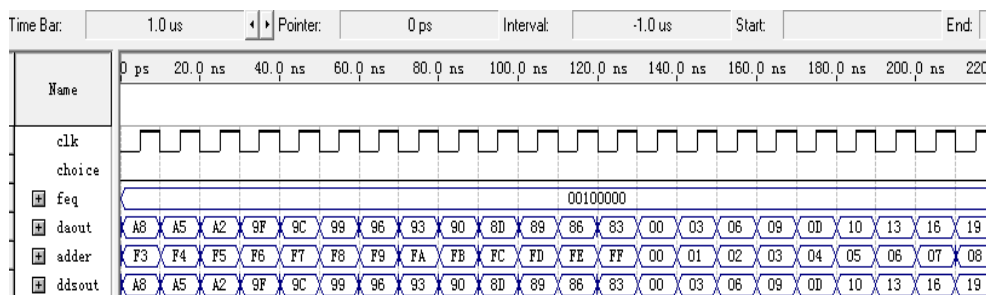 Time Bar: 1.0 us Pointer: 0 ps Interval: -1.0 us Start: End:
Name 0 ps 20.0 ns 40.0 ns 60.0 ns 80.0 ns 100.0 ns 120.0 ns 140.0 ns 160.0 ns 180.0 ns 200.0 ns 220
clk
choice
feq 00100000
daout A8 A5 A2 9F 9C 99 96 93 90 8D 89 86 83 00 03 06 09 0D 10 13 16 19
adder F3 F4 F5 F6 F7 F8 F9 FA FB FC FD FE FF 00 01 02 03 04 05 06 07 08
ddsout A8 A5 A2 9F 9C 99 96 93 90 8D 89 86 83 00 03 06 09 0D 10 13 16 19